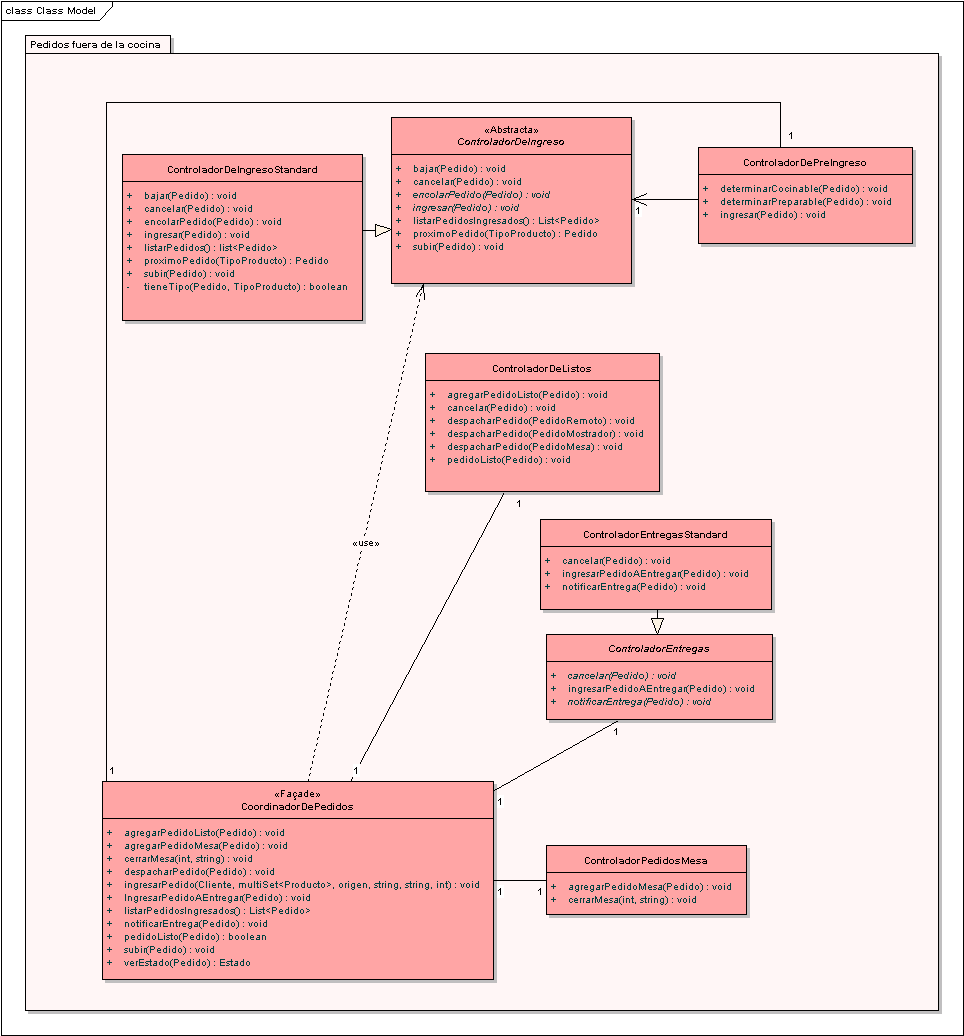 class Class Model
Pedidos fuera de la cocina
1
«Abstracta»
ControladorDeIngreso
+ bajar(Pedido) : void
+ cancelar(Pedido) : void
+ encolarPedido(Pedido) : void
+ ingresar(Pedido) : void
+ listarPedidosIngresados() : List<Pedido>
+ proximoPedido(TipoProducto) : Pedido
+ subir(Pedido) : void
ControladorDeIngresoStandard
+ bajar(Pedido) : void
+ cancelar(Pedido) : void
+ encolarPedido(Pedido) : void
+ ingresar(Pedido) : void
+ listarPedidos() : list<Pedido>
+ proximoPedido(TipoProducto) : Pedido
+ subir(Pedido) : void
- tieneTipo(Pedido, TipoProducto) : boolean
ControladorDePreIngreso
+ determinarCocinable(Pedido) : void
+ determinarPreparable(Pedido) : void
+ ingresar(Pedido) : void
1
ControladorDeListos
+ agregarPedidoListo(Pedido) : void
+ cancelar(Pedido) : void
+ despacharPedido(PedidoRemoto) : void
+ despacharPedido(PedidoMostrador) : void
+ despacharPedido(PedidoMesa) : void
+ pedidoListo(Pedido) : void
1
«use»
ControladorEntregasStandard
+ cancelar(Pedido) : void
+ ingresarPedidoAEntregar(Pedido) : void
+ notificarEntrega(Pedido) : void
ControladorEntregas
+ cancelar(Pedido) : void
+ ingresarPedidoAEntregar(Pedido) : void
+ notificarEntrega(Pedido) : void
1
1
1
1
«Façade»
CoordinadorDePedidos
+ agregarPedidoListo(Pedido) : void
+ agregarPedidoMesa(Pedido) : void
+ cerrarMesa(int, string) : void
+ despacharPedido(Pedido) : void
+ ingresarPedido(Cliente, multiSet<Producto>, origen, string, string, int) : void
+ IngresarPedidoAEntregar(Pedido) : void
+ listarPedidosIngresados() : List<Pedido>
+ notificarEntrega(Pedido) : void
+ pedidoListo(Pedido) : boolean
+ subir(Pedido) : void
+ verEstado(Pedido) : Estado
1
1
ControladorPedidosMesa
+ agregarPedidoMesa(Pedido) : void
+ cerrarMesa(int, string) : void